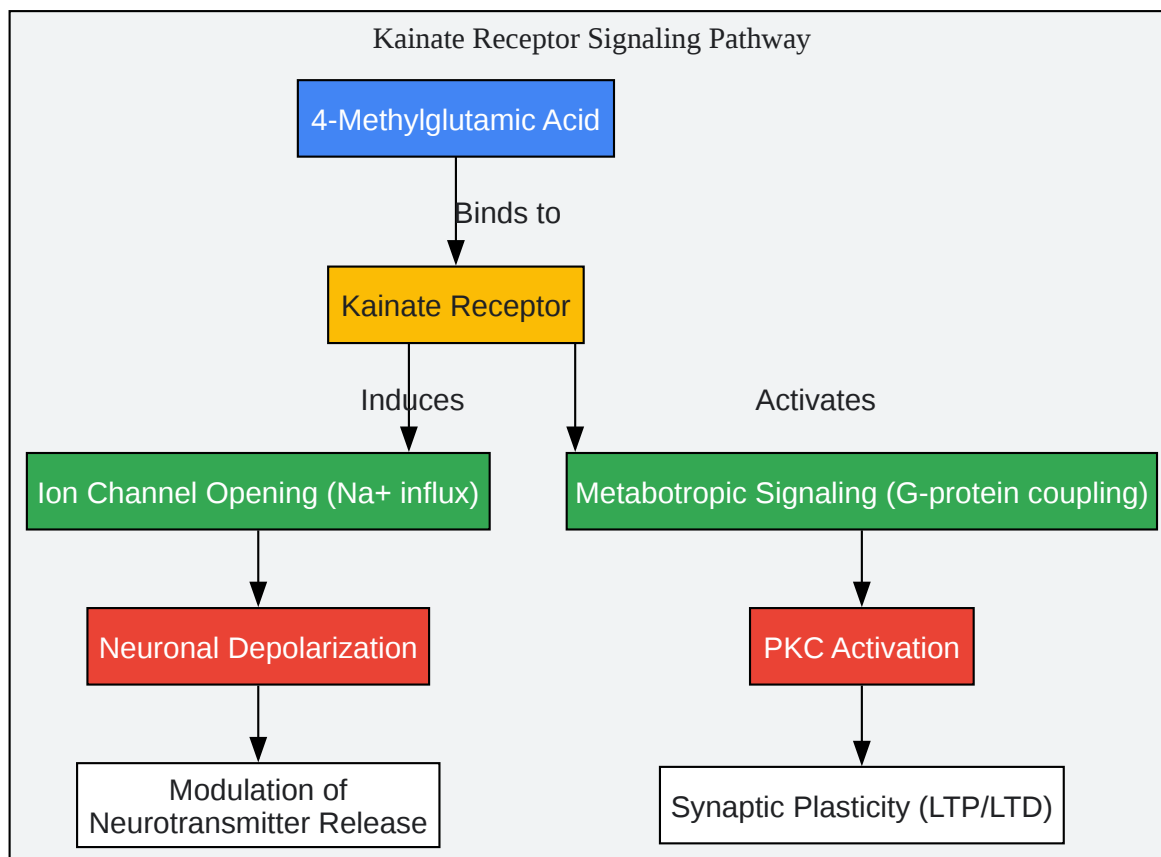 Kainate Receptor Signaling Pathway
4-Methylglutamic Acid
Binds to
Kainate Receptor
Induces
Activates
Ion Channel Opening (Na+ influx)
Metabotropic Signaling (G-protein coupling)
Neuronal Depolarization
PKC Activation
Modulation of
Neurotransmitter Release
Synaptic Plasticity (LTP/LTD)